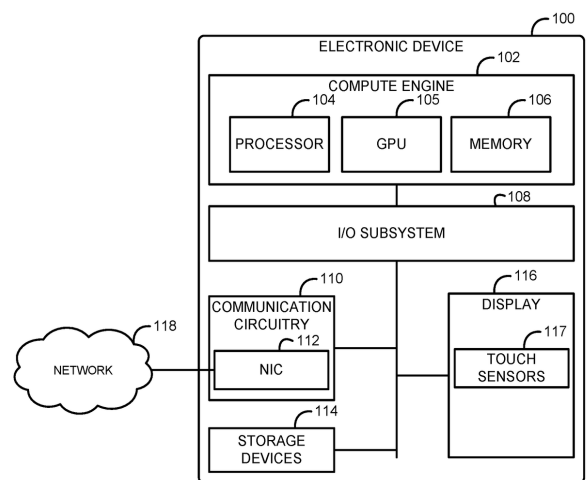 100
ELECTRONIC DEVICE
102
COMPUTE ENGINE
104
105
106
PROCESSOR
GPU
MEMORY
108
I/O SUBSYSTEM
110
COMMUNICATION
CIRCUITRY
112
NIC
116
DISPLAY
117
TOUCH
SENSORS
118
NETWORK
114
STORAGE
DEVICES